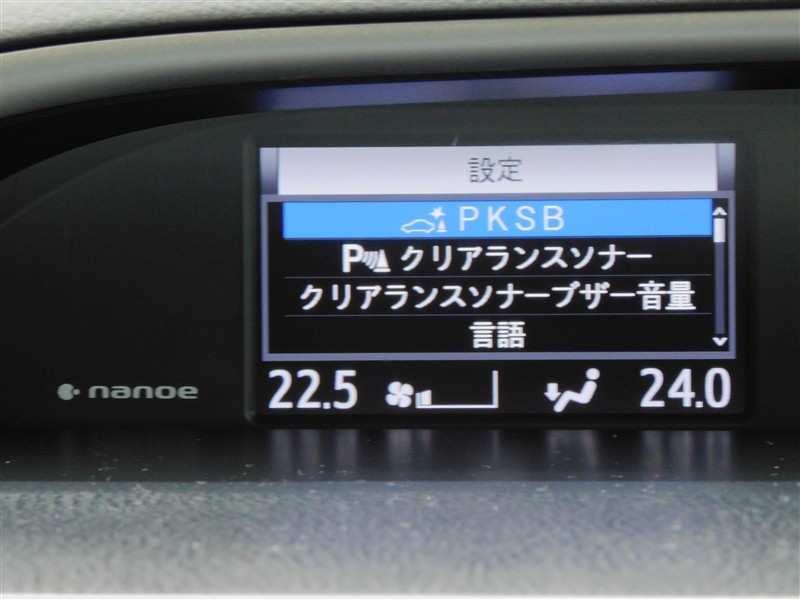 設定
PKSB
P クリアランスソナー
クリアランスソナーブザー音量
言語
22.5 24.0
nanoe